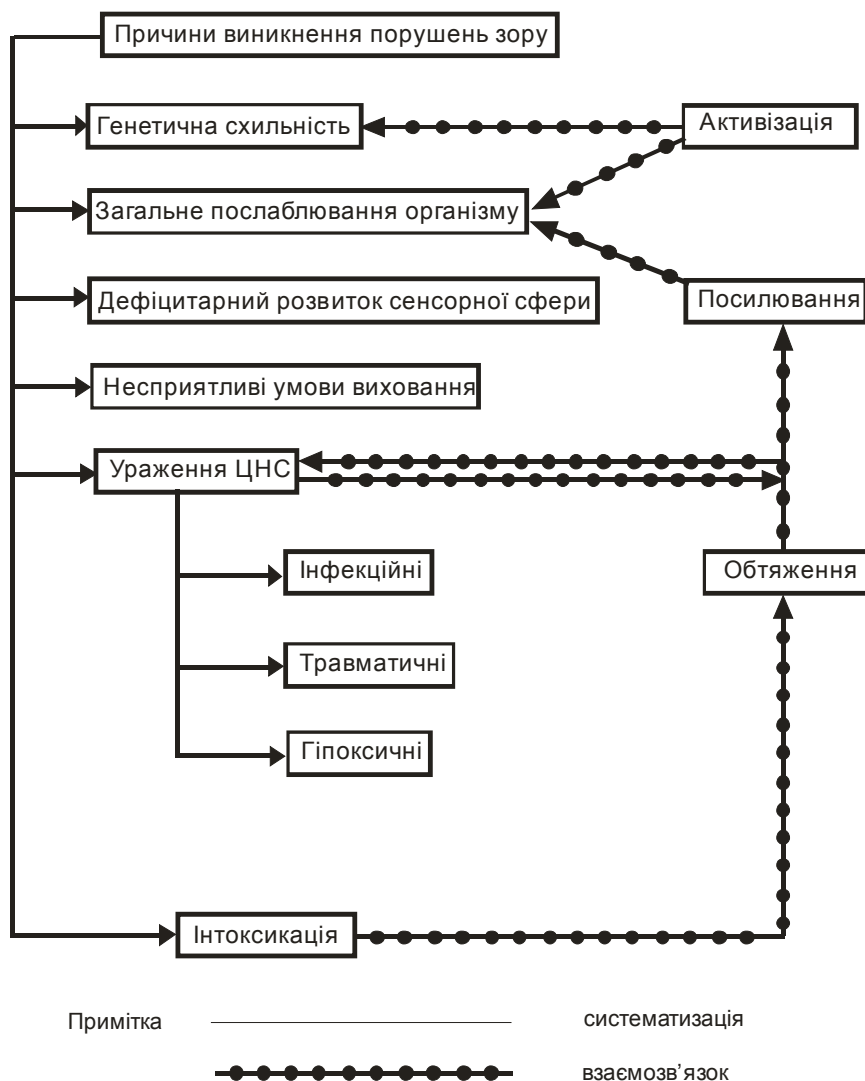 Причини виникнення порушень зору
Генетична схильність
Активізація
Загальне послаблювання організму
Дефіцитарний розвиток сенсорної сфери
Посилювання
Несприятливі умови виховання
Ураження ЦНС
Інфекційні
Обтяження
Травматичні
Гіпоксичні
Інтоксикація
Примітка
систематизація
взаємозв’язок